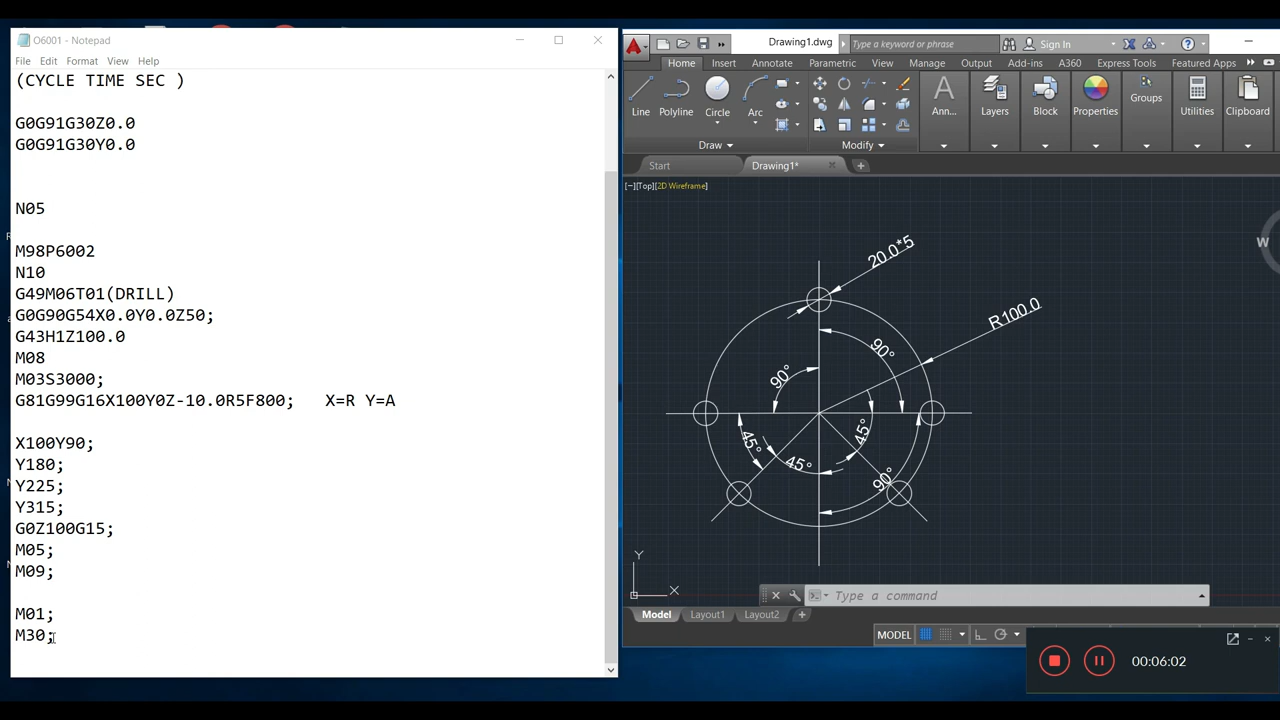 O6001 - Notepad
File Edit Format View Help
(CYCLE TIME SEC )
G0G91G30Z0.0
G0G91G30Y0.0
N05
M98P6002
N10
G49M06T01(DRILL)
G0G90G54X0.0Y0.0Z50;
G43H1Z100.0
M08
M03S3000;
G81G99G16X100Y0Z-10.0R5F800; X=R Y=A
X100Y90;
Y180;
Y225;
Y315;
G0Z100G15;
M05;
M09;
M01;
M30;
Drawing1.dwg
Type a keyword or phrase
Sign In
Home Insert Annotate Parametric View Manage Output Add-ins A360 Express Tools Featured Apps
Line Polyline Circle Arc Ann... Layers Block Properties Groups Utilities Clipboard
Draw Modify
Start Drawing1*
[−][Top][2D Wireframe]
W
20.0*5
R100.0
90°
90°
45°
45°
45°
90°
Y
X
Type a command
Model Layout1 Layout2
MODEL
00:06:02